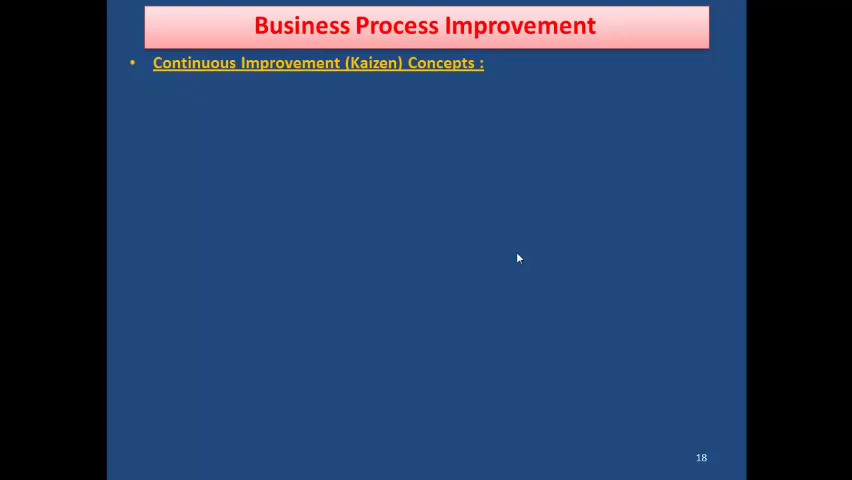 Business Process Improvement
• Continuous Improvement (Kaizen) Concepts :
18